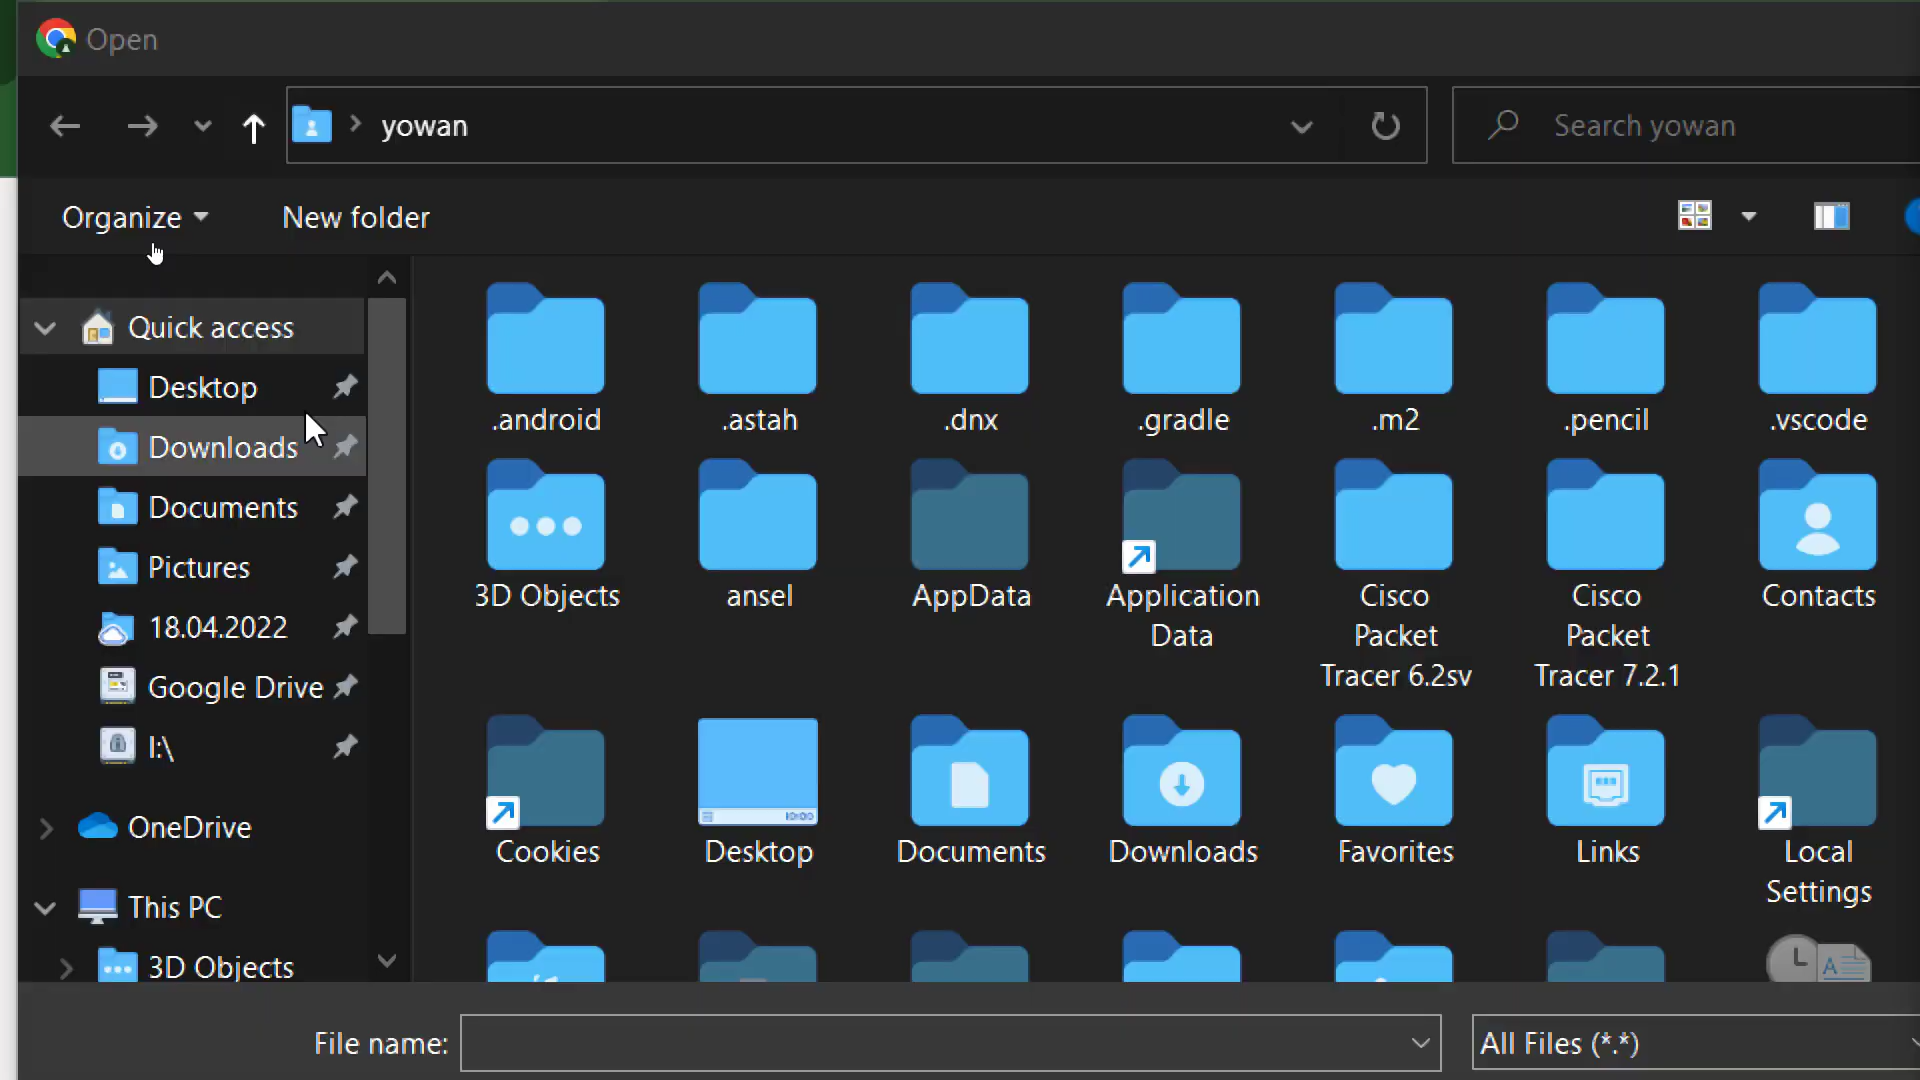 Open
yowan
Search yowan
Organize
New folder
Quick access
Desktop
Downloads
Documents
Pictures
18.04.2022
Google Drive
I:\
OneDrive
This PC
3D Objects
.android
.astah
.dnx
.gradle
.m2
.pencil
.vscode
3D Objects
ansel
AppData
Application
Data
Cisco
Packet
Tracer 6.2sv
Cisco
Packet
Tracer 7.2.1
Contacts
Cookies
Desktop
Documents
Downloads
Favorites
Links
Local
Settings
File name:
All Files (*.*)